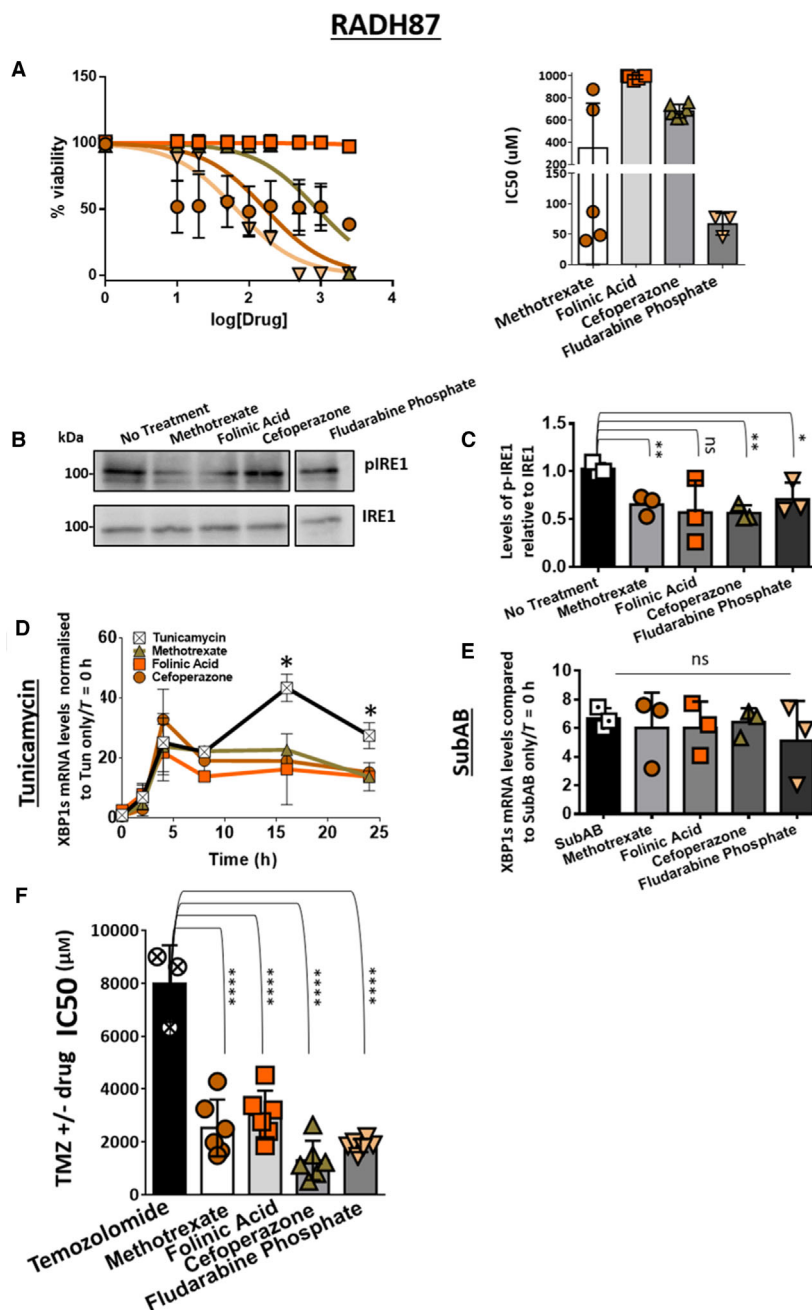 RADH87
A
% viability
150
100
50
0
0
1
2
3
4
log[Drug]
IC50 (uM)
1000
800
600
400
200
150
100
50
0
Methotrexate
Folinic Acid
Cefoperazone
Fludarabine Phosphate
B
kDa
No Treatment
Methotrexate
Folinic Acid
Cefoperazone
Fludarabine Phosphate
100
pIRE1
100
IRE1
C
Levels of p-IRE1
relative to IRE1
1.5
1.0
0.5
0.0
**
ns
**
*
No Treatment
Methotrexate
Folinic Acid
Cefoperazone
Fludarabine Phosphate
D
Tunicamycin
XBP1s mRNA levels normalised
to Tun only/T = 0 h
60
40
20
0
Tunicamycin
Methotrexate
Folinic Acid
Cefoperazone
*
*
0
5
10
15
20
25
Time (h)
E
SubAB
XBP1s mRNA levels compared
to SubAB only/T = 0 h
10
8
6
4
2
0
ns
SubAB
Methotrexate
Folinic Acid
Cefoperazone
Fludarabine Phosphate
F
TMZ +/- drug IC50 (µM)
10000
8000
6000
4000
2000
0
****
****
****
****
Temozolomide
Methotrexate
Folinic Acid
Cefoperazone
Fludarabine Phosphate